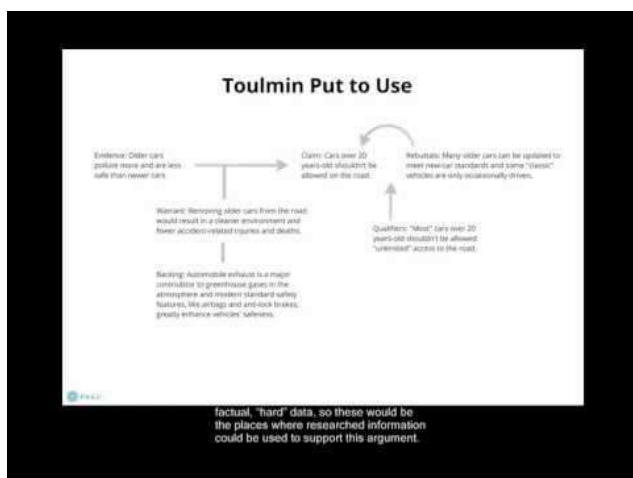 Toulmin Put to Use
Evidence: Older cars
pollute more and are less
safe than newer cars
Claim: Cars over 20
years-old shouldn't be
allowed on the road.
Rebuttals: Many older cars can be updated to
meet new-car standards and some "classic"
vehicles are only occasionally driven.
Warrant: Removing older cars from the road
would result in a cleaner environment and
fewer accident-related injuries and deaths.
Qualifiers: "Most" cars over 20
years-old shouldn't be allowed
"unlimited" access to the road.
Backing: Automobile exhaust is a major
contributor to greenhouse gases in the
atmosphere and modern standard safety
features, like airbags and anti-lock brakes,
greatly enhance vehicles' safeness.
factual, "hard" data, so these would be
the places where researched information
could be used to support this argument.